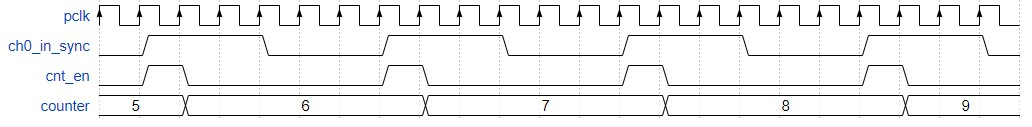 pclk
ch0_in_sync
cnt_en
counter 5 6 7 8 9